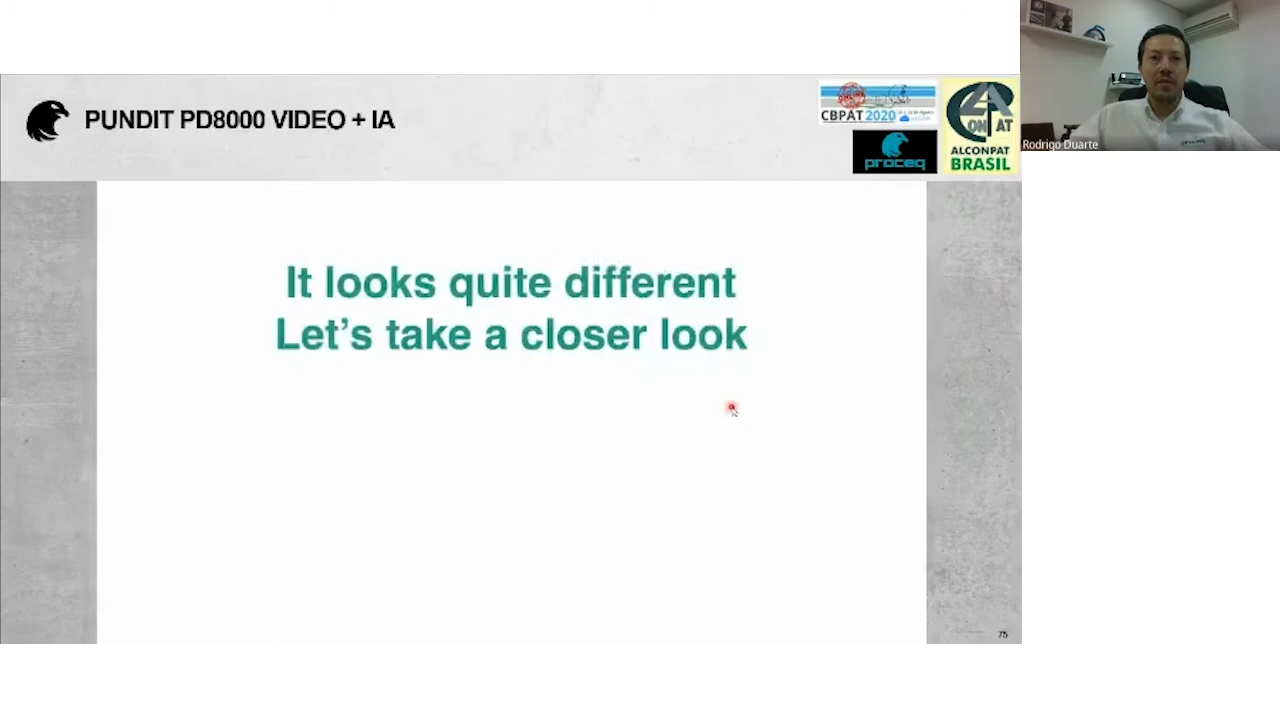 PUNDIT PD8000 VIDEO + IA
CBPAT 2020
proceq
ALCONPAT
BRASIL
Rodrigo Duarte
It looks quite different
Let's take a closer look
75